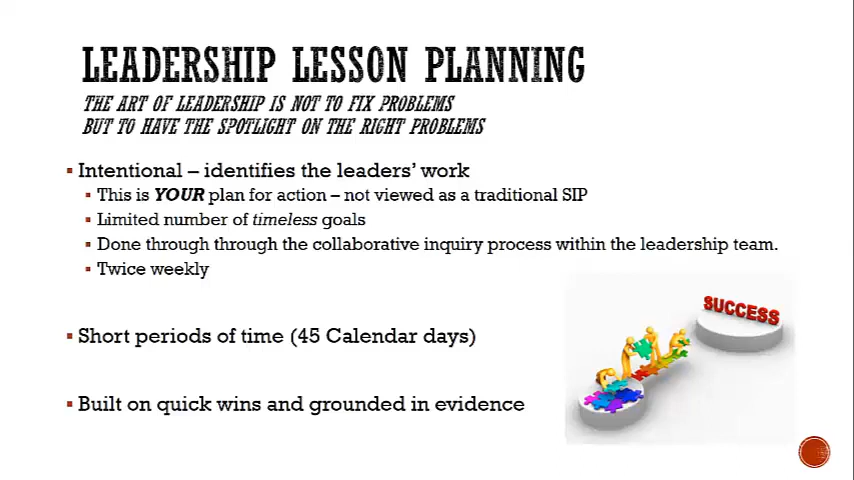 LEADERSHIP LESSON PLANNING
THE ART OF LEADERSHIP IS NOT TO FIX PROBLEMS
BUT TO HAVE THE SPOTLIGHT ON THE RIGHT PROBLEMS
▪ Intentional – identifies the leaders’ work
▪ This is YOUR plan for action – not viewed as a traditional SIP
▪ Limited number of timeless goals
▪ Done through through the collaborative inquiry process within the leadership team.
▪ Twice weekly
SUCCESS
▪ Short periods of time (45 Calendar days)
▪ Built on quick wins and grounded in evidence